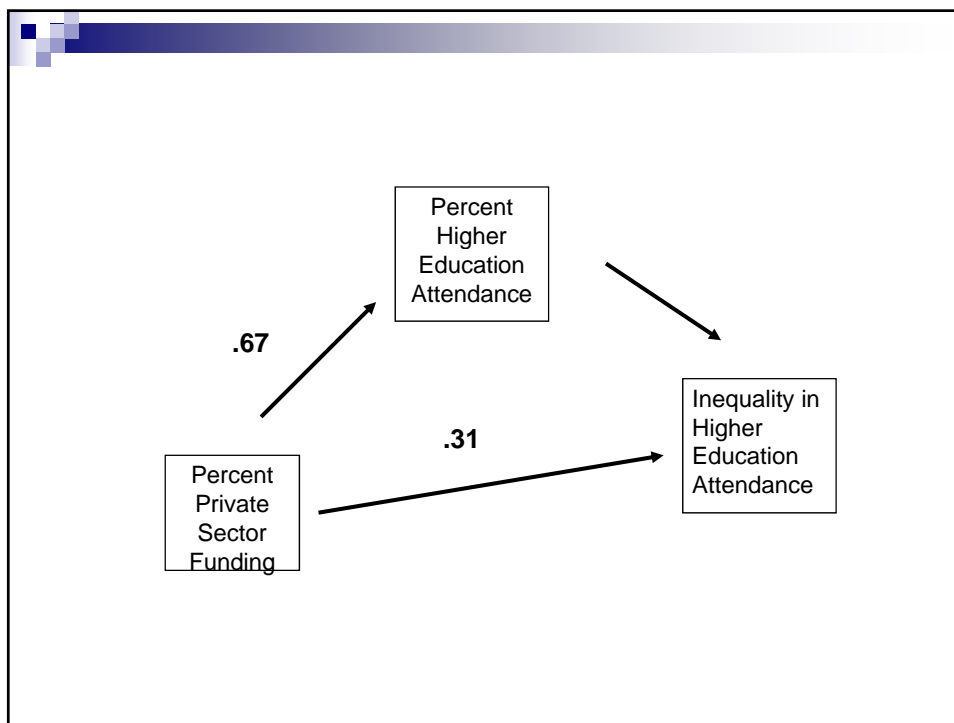 Percent
Higher
Education
Attendance
.67
.31
Inequality in
Higher
Education
Attendance
Percent
Private
Sector
Funding